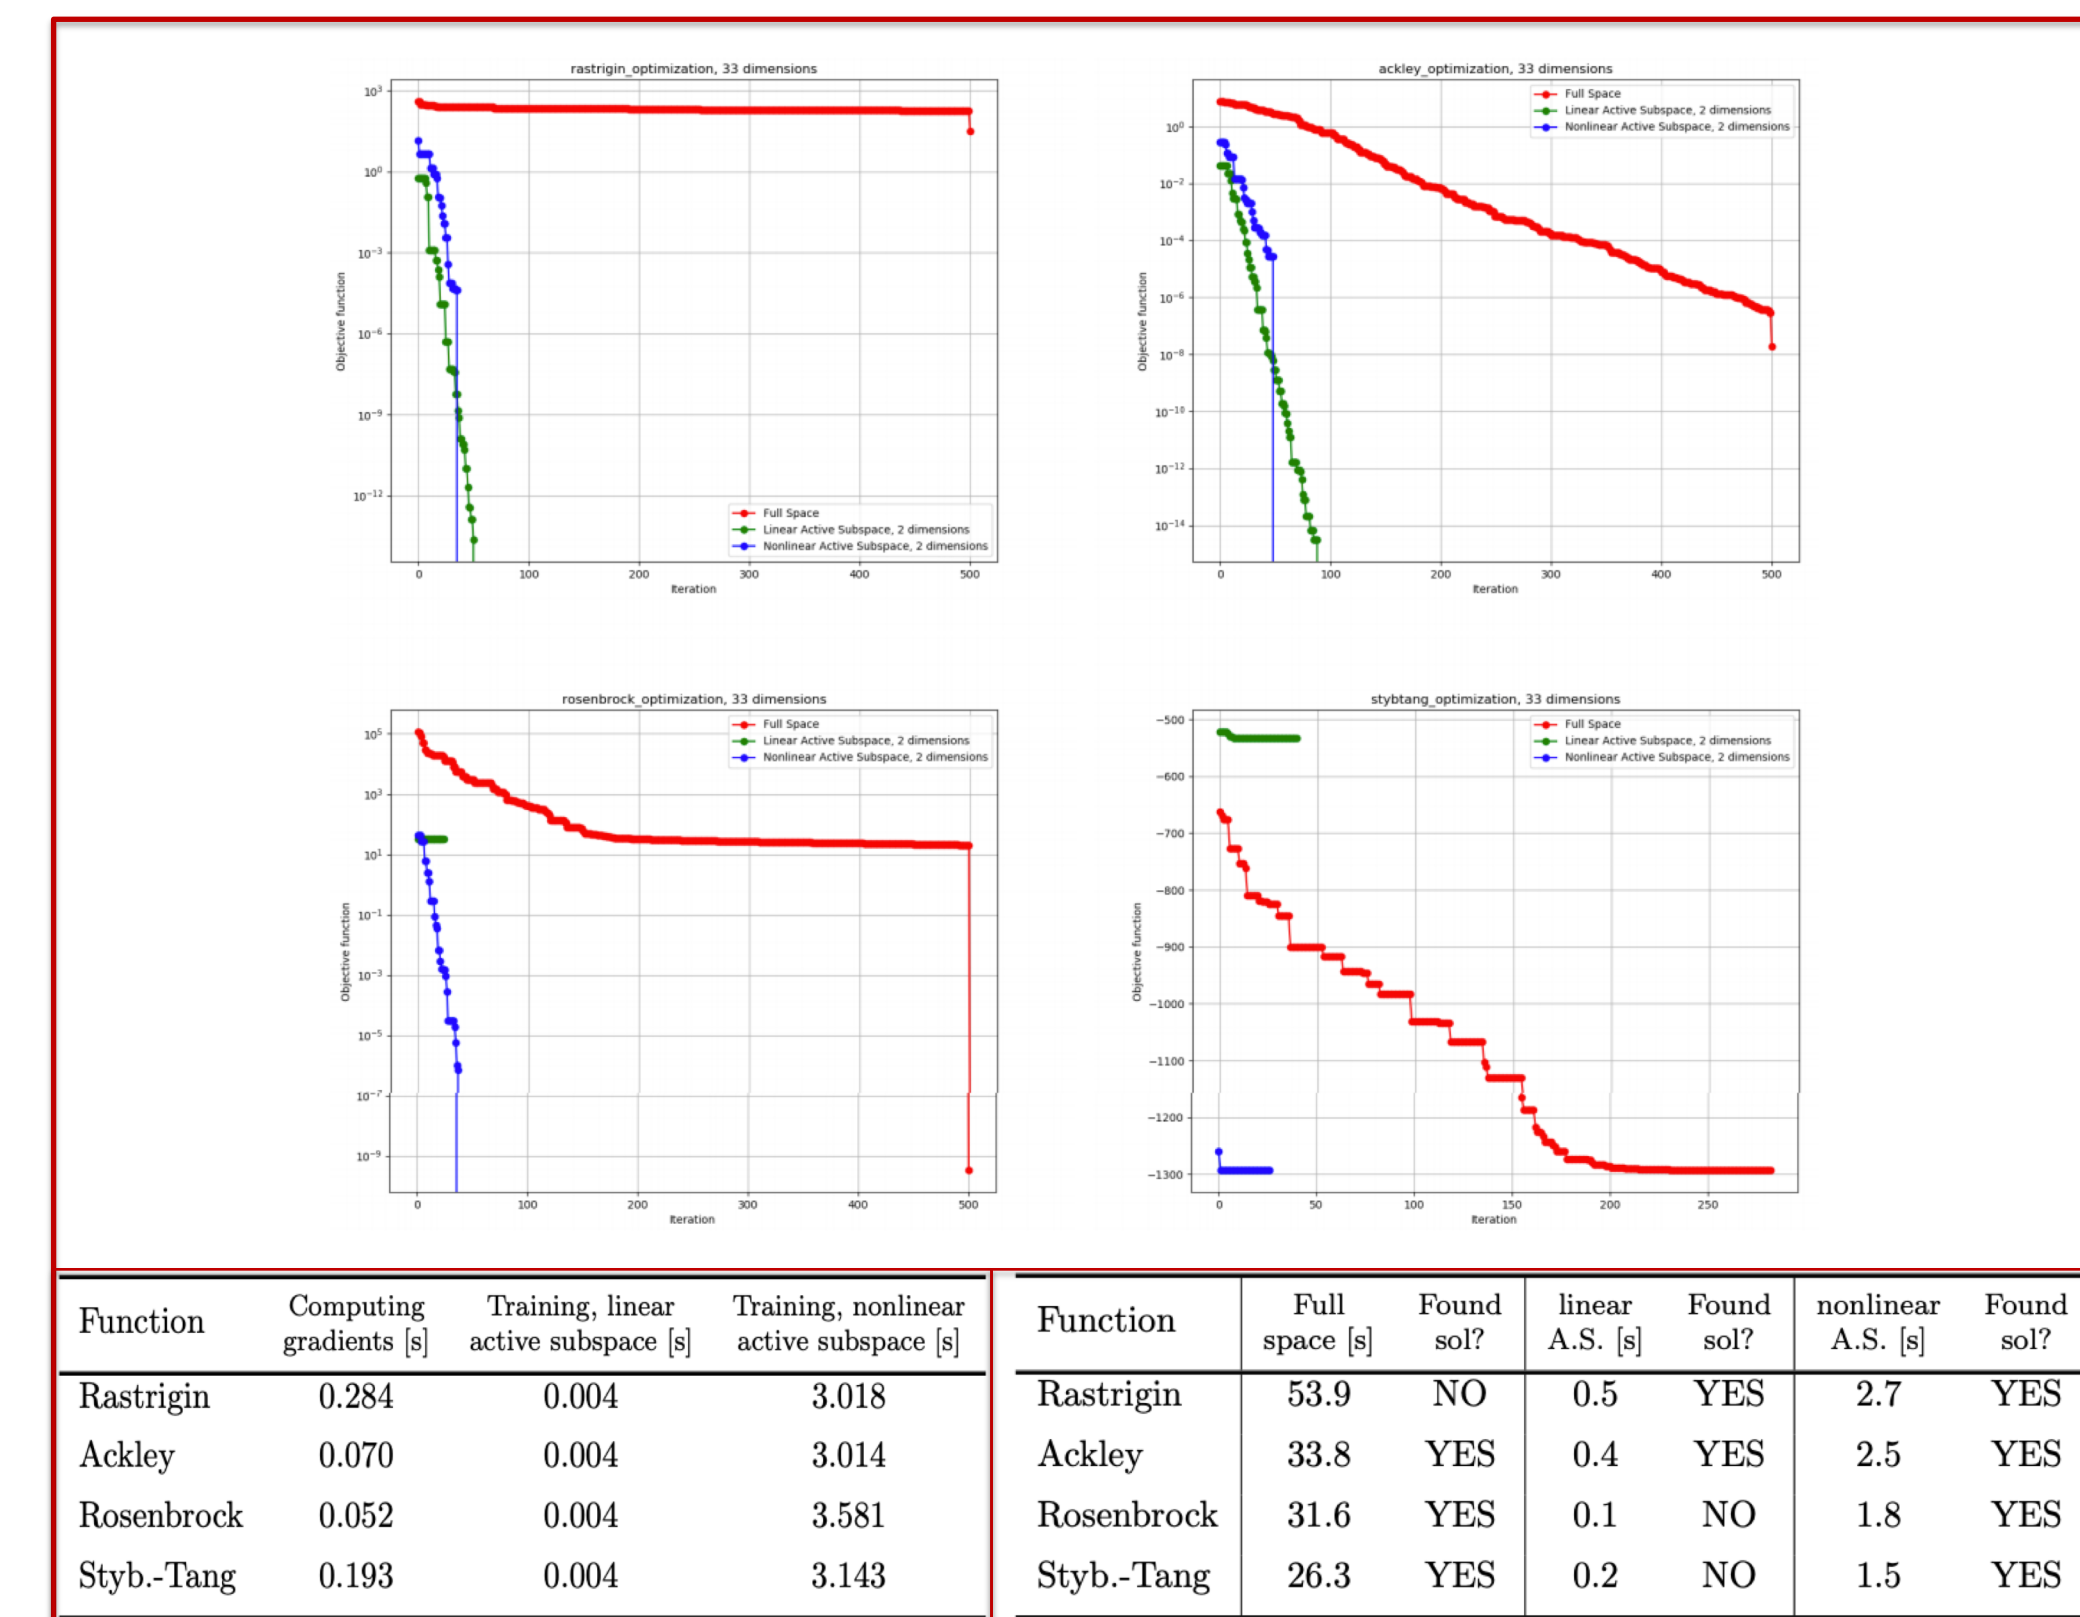 rastrigin_optimization, 33 dimensions
Objective function
10³
10⁰
10⁻³
10⁻⁶
10⁻⁹
10⁻¹²
Full Space
Linear Active Subspace, 2 dimensions
Nonlinear Active Subspace, 2 dimensions
0 100 200 300 400 500
Iteration
ackley_optimization, 33 dimensions
Full Space
Linear Active Subspace, 2 dimensions
Nonlinear Active Subspace, 2 dimensions
Objective function
10⁰
10⁻²
10⁻⁴
10⁻⁶
10⁻⁸
10⁻¹⁰
10⁻¹²
10⁻¹⁴
0 100 200 300 400 500
Iteration
rosenbrock_optimization, 33 dimensions
Full Space
Linear Active Subspace, 2 dimensions
Nonlinear Active Subspace, 2 dimensions
Objective function
10⁵
10³
10¹
10⁻¹
10⁻³
10⁻⁵
10⁻⁷
10⁻⁹
0 100 200 300 400 500
Iteration
stybtang_optimization, 33 dimensions
Full Space
Linear Active Subspace, 2 dimensions
Nonlinear Active Subspace, 2 dimensions
Objective function
−500
−600
−700
−800
−900
−1000
−1100
−1200
−1300
0 50 100 150 200 250
Iteration
Function Computing gradients [s] Training, linear active subspace [s] Training, nonlinear active subspace [s]
Rastrigin 0.284 0.004 3.018
Ackley 0.070 0.004 3.014
Rosenbrock 0.052 0.004 3.581
Styb.-Tang 0.193 0.004 3.143
Function Full space [s] Found sol? linear A.S. [s] Found sol? nonlinear A.S. [s] Found sol?
Rastrigin 53.9 NO 0.5 YES 2.7 YES
Ackley 33.8 YES 0.4 YES 2.5 YES
Rosenbrock 31.6 YES 0.1 NO 1.8 YES
Styb.-Tang 26.3 YES 0.2 NO 1.5 YES